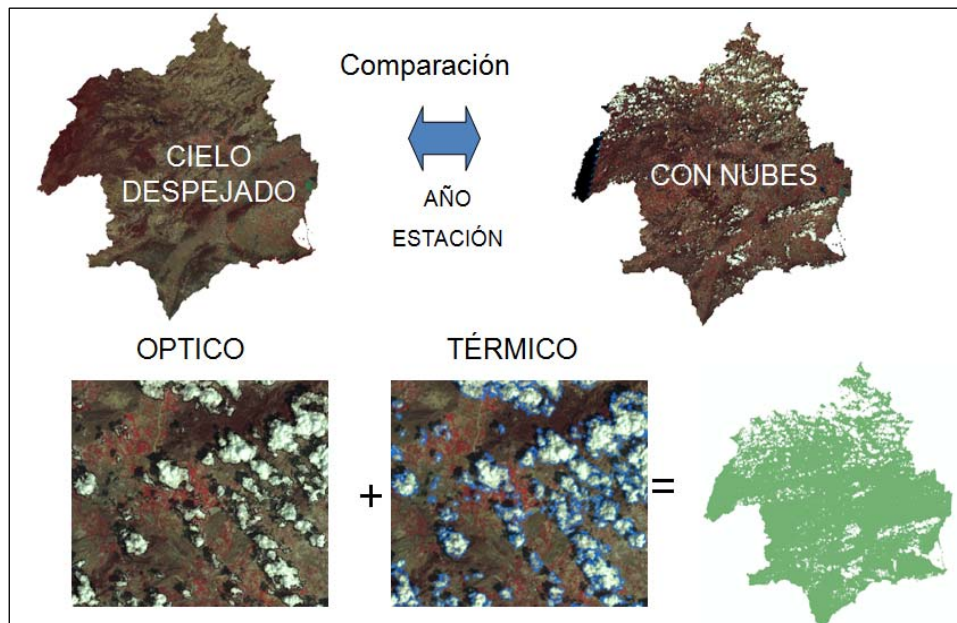 Comparación
CIELO
DESPEJADO
AÑO
ESTACIÓN
CON NUBES
OPTICO
TÉRMICO
+
=